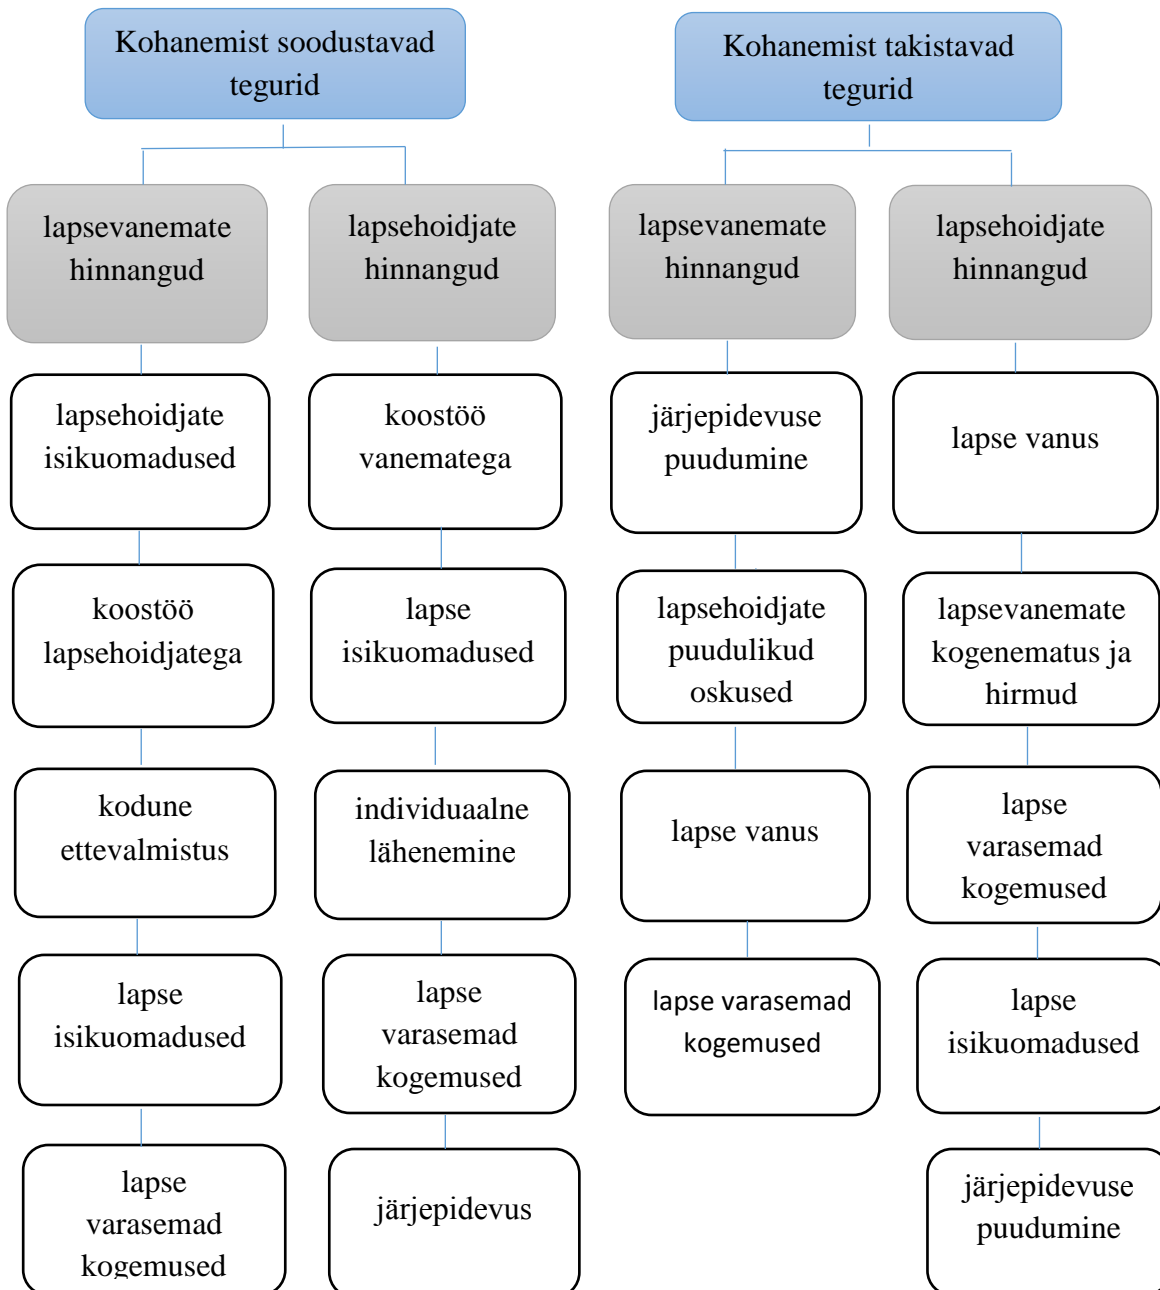 Kohanemist soodustavad
tegurid
Kohanemist takistavad
tegurid
lapsevanemate
hinnangud
lapsehoidjate
hinnangud
lapsevanemate
hinnangud
lapsehoidjate
hinnangud
lapsehoidjate
isikuomadused
koostöö
vanematega
järjepidevuse
puudumine
lapse vanus
koostöö
lapsehoidjatega
lapse
isikuomadused
lapsehoidjate
puudulikud
oskused
lapsevanemate
kogenematus ja
hirmud
kodune
ettevalmistus
individuaalne
lähenemine
lapse vanus
lapse
varasemad
kogemused
lapse
isikuomadused
lapse
varasemad
kogemused
lapse varasemad
kogemused
lapse
isikuomadused
lapse
varasemad
kogemused
järjepidevus
järjepidevuse
puudumine